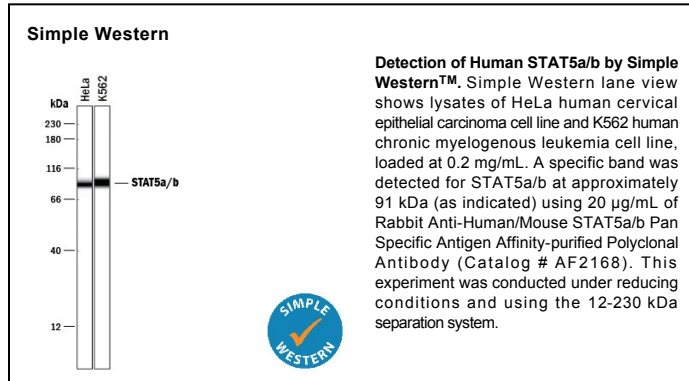 Simple Western
HeLa
K562
kDa
230
180
116
66
40
12
STAT5a/b
SIMPLE
WESTERN
Detection of Human STAT5a/b by Simple
Western™. Simple Western lane view
shows lysates of HeLa human cervical
epithelial carcinoma cell line and K562 human
chronic myelogenous leukemia cell line,
loaded at 0.2 mg/mL. A specific band was
detected for STAT5a/b at approximately
91 kDa (as indicated) using 20 µg/mL of
Rabbit Anti-Human/Mouse STAT5a/b Pan
Specific Antigen Affinity-purified Polyclonal
Antibody (Catalog # AF2168). This
experiment was conducted under reducing
conditions and using the 12-230 kDa
separation system.